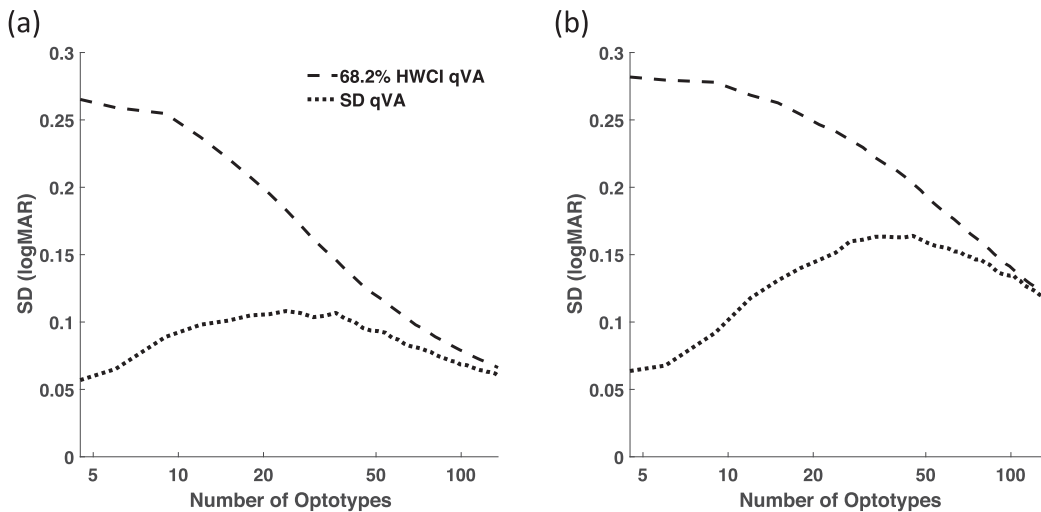 (a)
0.3
0.25
0.2
0.15
0.1
0.05
0
SD (logMAR)
68.2% HWCI qVA
SD qVA
5 10 20 50 100
Number of Optotypes
(b)
0.3
0.25
0.2
0.15
0.1
0.05
0
SD (logMAR)
5 10 20 50 100
Number of Optotypes